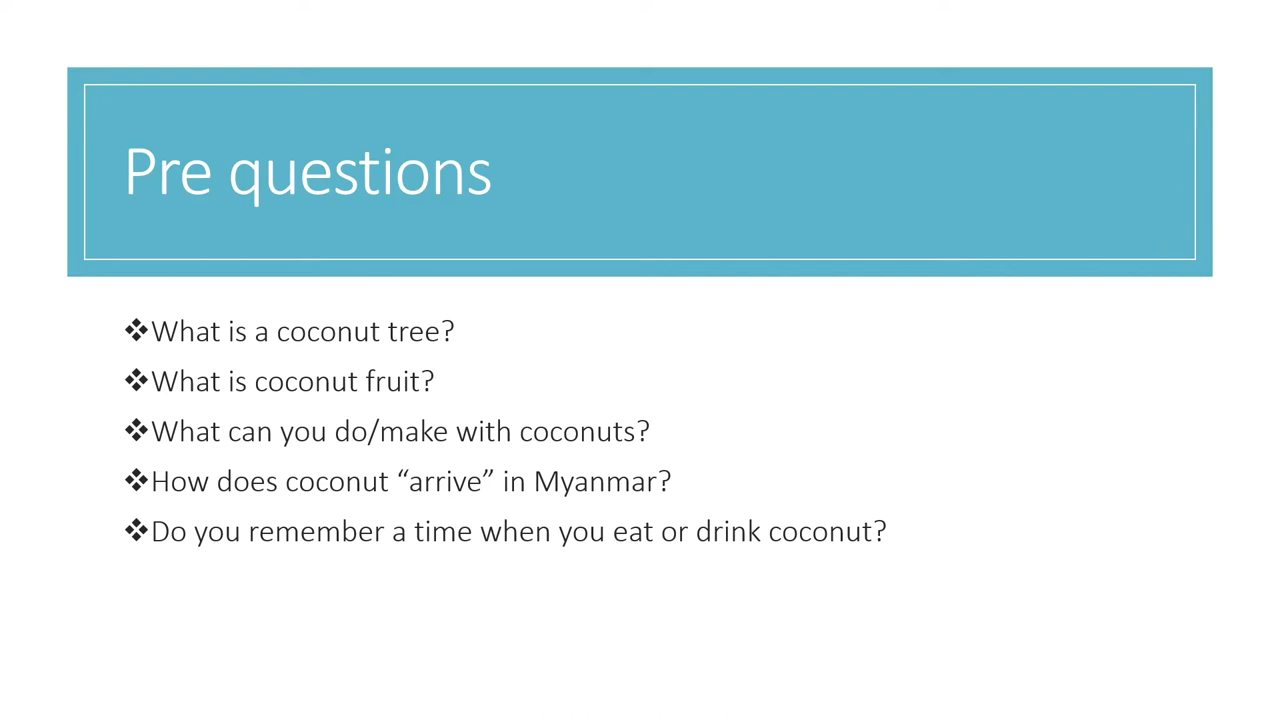 Pre questions
❖What is a coconut tree?
❖What is coconut fruit?
❖What can you do/make with coconuts?
❖How does coconut “arrive” in Myanmar?
❖Do you remember a time when you eat or drink coconut?